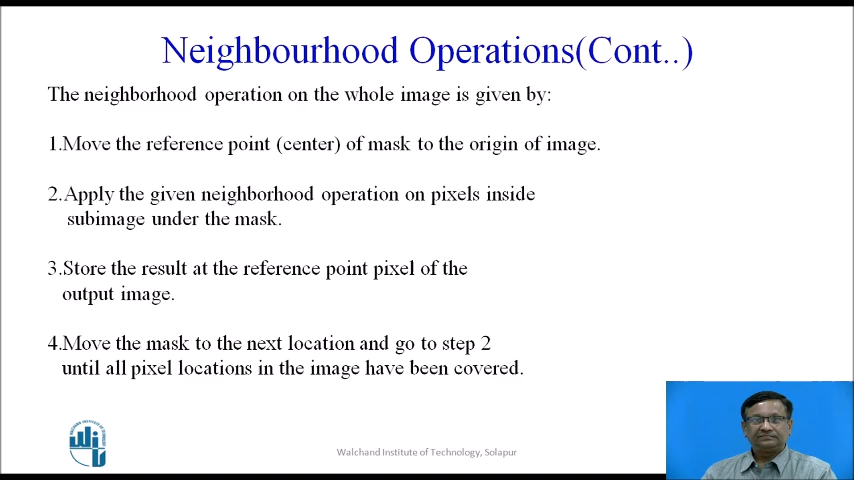 Neighbourhood Operations(Cont..)
The neighborhood operation on the whole image is given by:
1.Move the reference point (center) of mask to the origin of image.
2.Apply the given neighborhood operation on pixels inside
subimage under the mask.
3.Store the result at the reference point pixel of the
output image.
4.Move the mask to the next location and go to step 2
until all pixel locations in the image have been covered.
Walchand Institute of Technology, Solapur